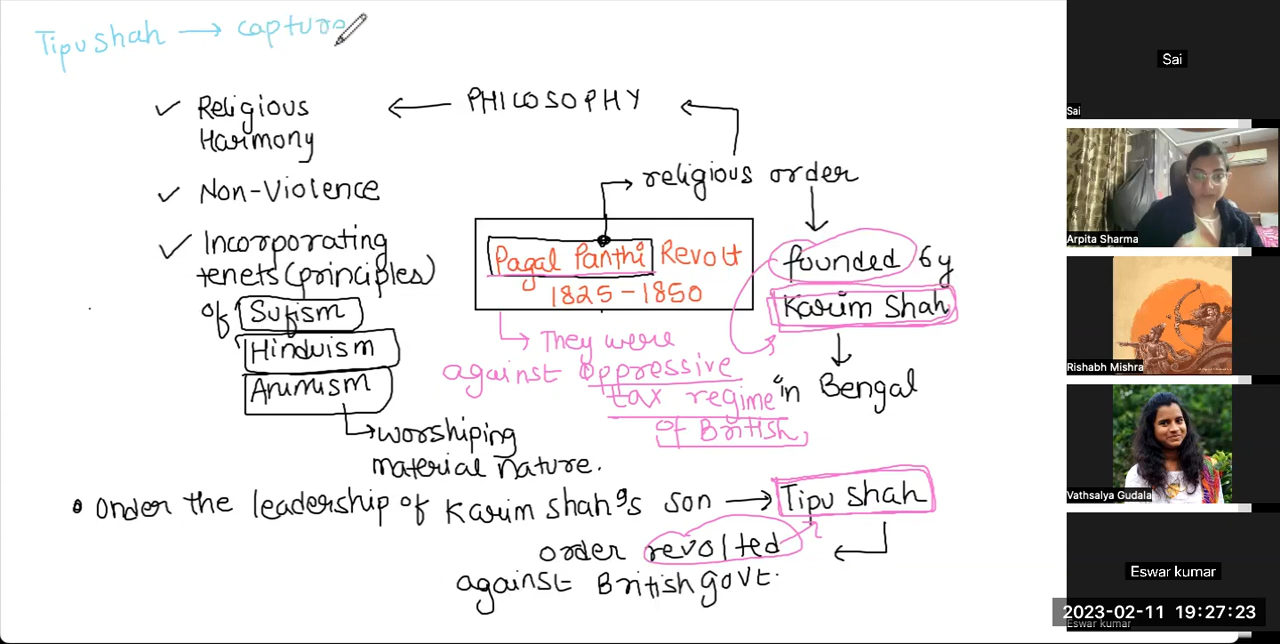 Tipu shah → capture
PHILOSOPHY
✓ Religious
Harmony
✓ Non-Violence
✓ Incorporating
tenets (principles)
of Sufism
Hinduism
Animism
worshiping
material nature.
religious order
Pagal Panthi Revolt
1825-1850
founded by
Karim Shah
in Bengal
They were
against oppressive
tax regime
of British
• Under the leadership of Karim shah's son → Tipu shah
order revolted
against British govt.
Sai
Sai
Arpita Sharma
Rishabh Mishra
Vathsalya Gudala
Eswar kumar
2023-02-11 19:27:23
Eswar kumar